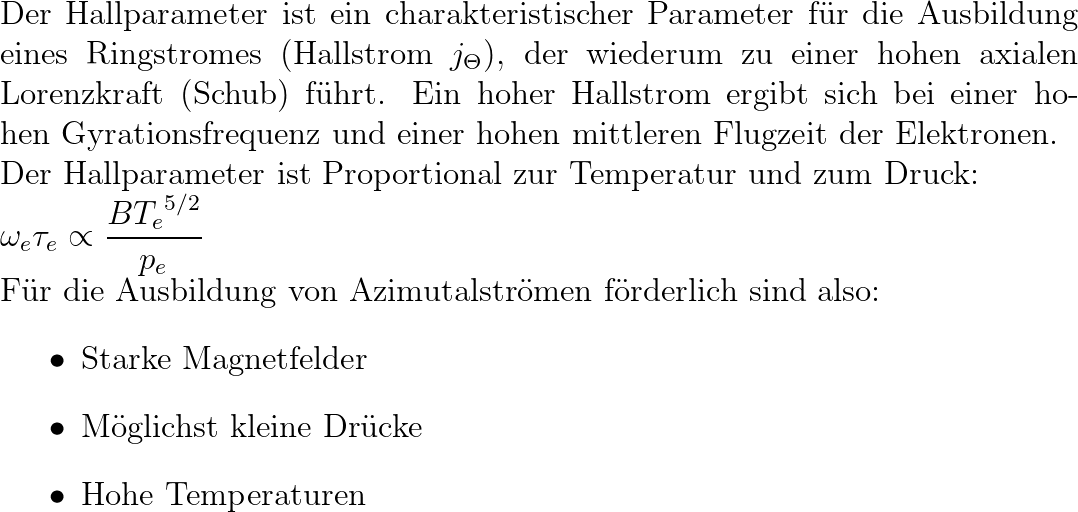 Der Hallparameter ist ein charakteristischer Parameter für die Ausbildung
eines Ringstromes (Hallstrom $j_\Theta$), der wiederum zu einer hohen axialen
Lorenzkraft (Schub) führt. Ein hoher Hallstrom ergibt sich bei einer ho-
hen Gyrationsfrequenz und einer hohen mittleren Flugzeit der Elektronen.
Der Hallparameter ist Proportional zur Temperatur und zum Druck:
$\omega_e \tau_e \propto \dfrac{B{T_e}^{5/2}}{p_e}$
Für die Ausbildung von Azimutalströmen förderlich sind also:
• Starke Magnetfelder
• Möglichst kleine Drücke
• Hohe Temperaturen